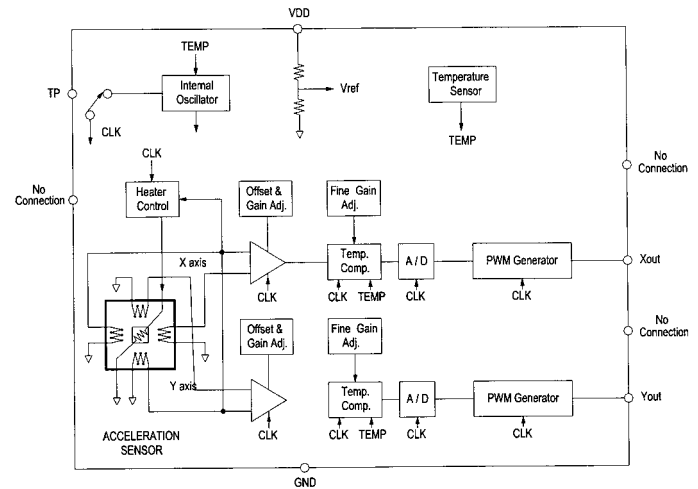 VDD
TEMP
TP
Internal
Oscillator
Vref
Temperature
Sensor
CLK
TEMP
CLK
No
Connection
No
Connection
Heater
Control
Offset &
Gain Adj.
Fine Gain
Adj.
X axis
Temp.
Comp.
A / D
PWM Generator
Xout
CLK
CLK
TEMP
CLK
CLK
Offset &
Gain Adj.
Fine Gain
Adj.
No
Connection
Y axis
Temp.
Comp.
A / D
PWM Generator
Yout
CLK
CLK
TEMP
CLK
CLK
ACCELERATION
SENSOR
GND